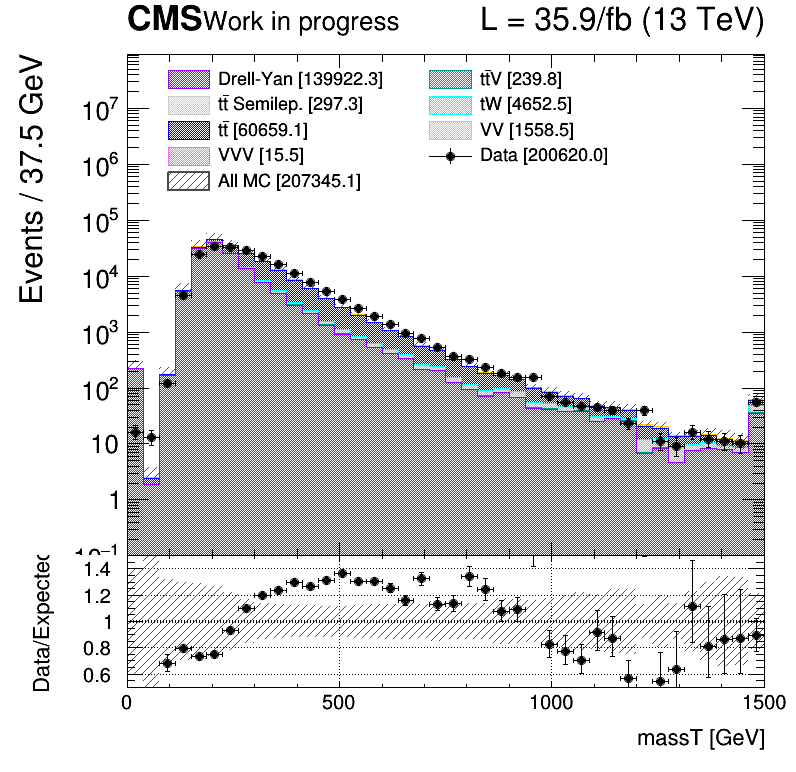 CMS Work in progress L = 35.9/fb (13 TeV)
Events / 37.5 GeV
Drell-Yan [139922.3]
tt̄V [239.8]
tt̄ Semilep. [297.3]
tW [4652.5]
tt̄ [60659.1]
VV [1558.5]
VVV [15.5]
Data [200620.0]
All MC [207345.1]
10⁷
10⁶
10⁵
10⁴
10³
10²
10
1
10⁻¹
Data/Expected
1.4
1.2
1
0.8
0.6
0 500 1000 1500
massT [GeV]